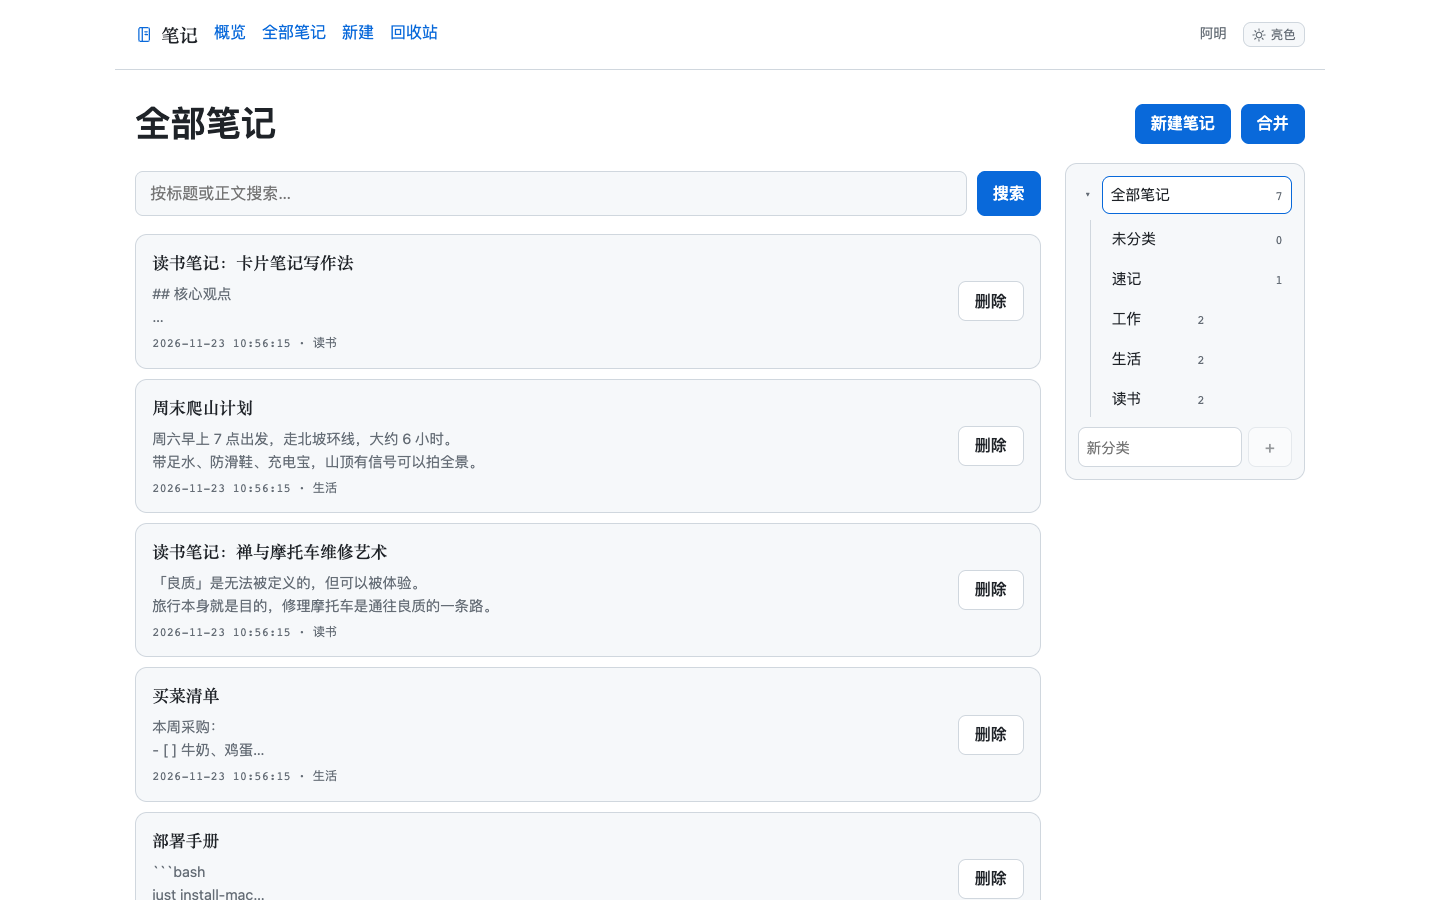 笔记 概览 全部笔记 新建 回收站 阿明 亮色
全部笔记 新建笔记 合并
按标题或正文搜索... 搜索
读书笔记：卡片笔记写作法
## 核心观点
...
2026-11-23 10:56:15 · 读书
删除
周末爬山计划
周六早上 7 点出发，走北坡环线，大约 6 小时。
带足水、防滑鞋、充电宝，山顶有信号可以拍全景。
2026-11-23 10:56:15 · 生活
删除
读书笔记：禅与摩托车维修艺术
「良质」是无法被定义的，但可以被体验。
旅行本身就是目的，修理摩托车是通往良质的一条路。
2026-11-23 10:56:15 · 读书
删除
买菜清单
本周采购：
- [ ] 牛奶、鸡蛋...
2026-11-23 10:56:15 · 生活
删除
部署手册
```bash
just install-mac...
删除
全部笔记 7
未分类 0
速记 1
工作 2
生活 2
读书 2
新分类 +